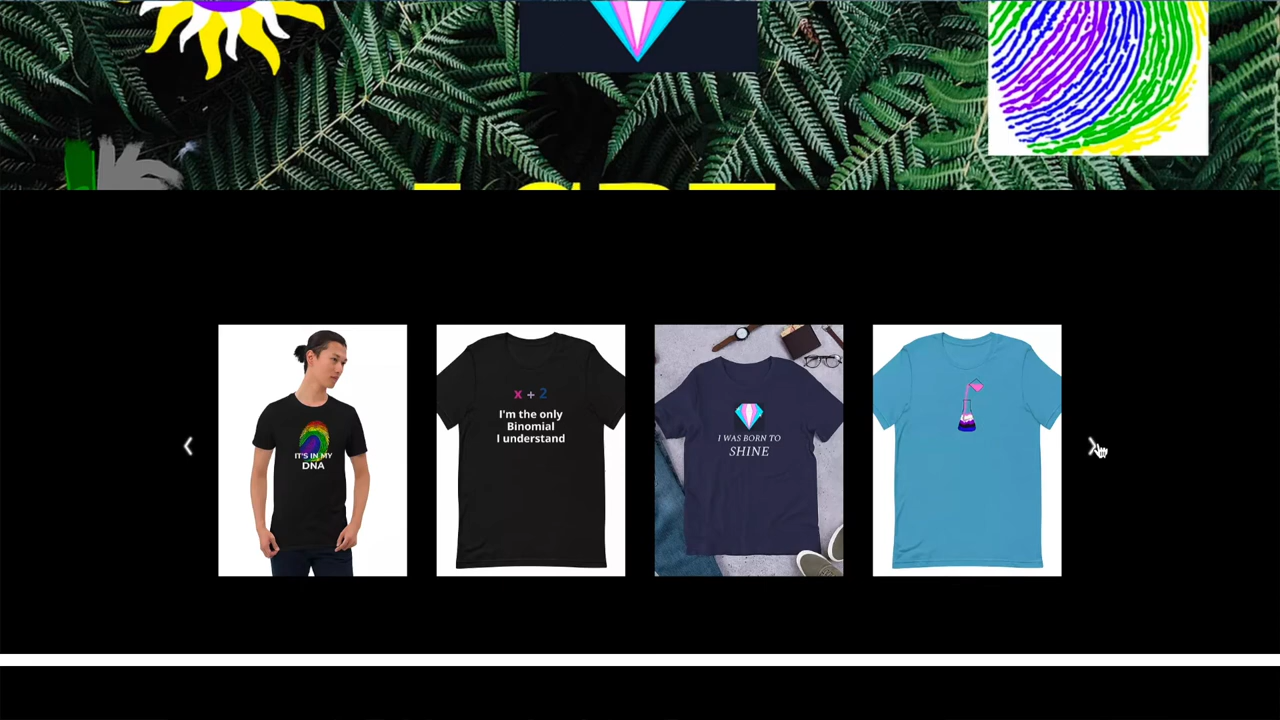 IT'S IN MY
DNA
x + 2
I'm the only
Binomial
I understand
I WAS BORN TO
SHINE